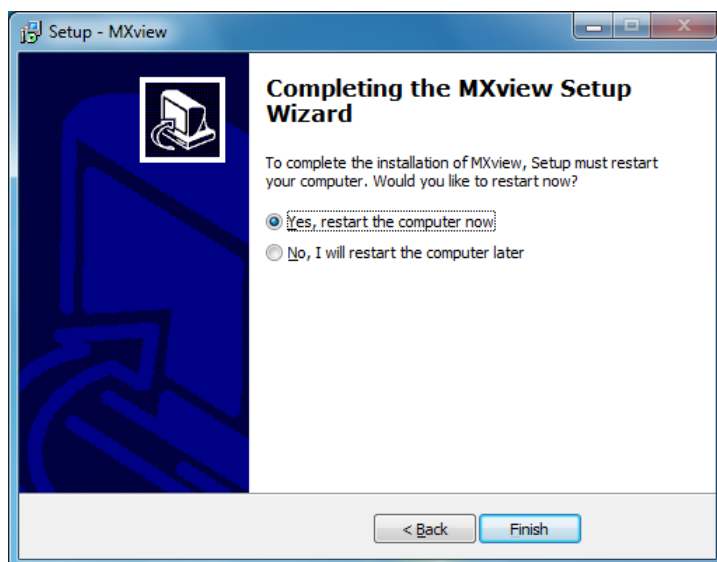 Setup - MXview
Completing the MXview Setup
Wizard
To complete the installation of MXview, Setup must restart
your computer. Would you like to restart now?
Yes, restart the computer now
No, I will restart the computer later
< Back
Finish